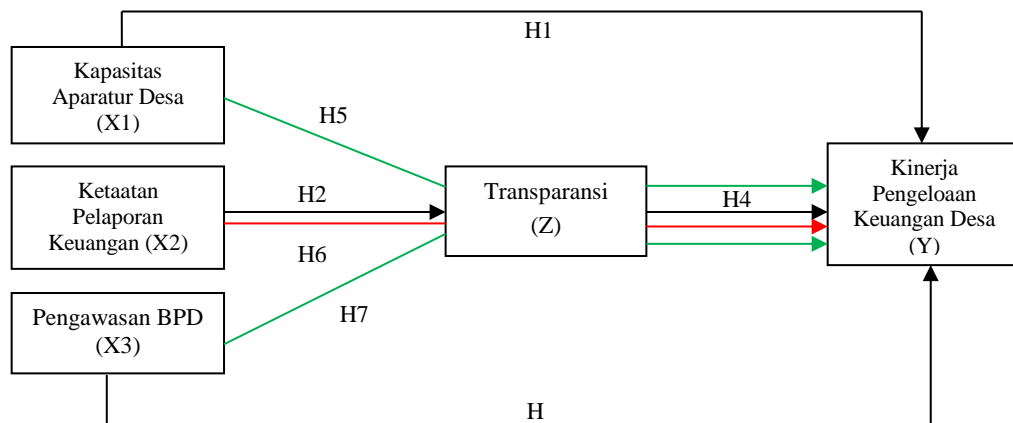 H1
Kapasitas
Aparatur Desa
(X1)
H5
Ketaatan
Pelaporan
Keuangan (X2)
H2
Transparansi
(Z)
H4
Kinerja
Pengeloaan
Keuangan Desa
(Y)
H6
H7
Pengawasan BPD
(X3)
H